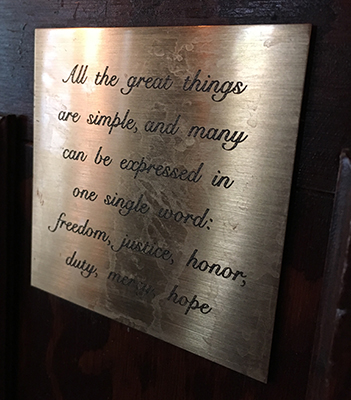 All the great things
are simple, and many
can be expressed in
one single word:
freedom, justice, honor,
duty, mercy, hope